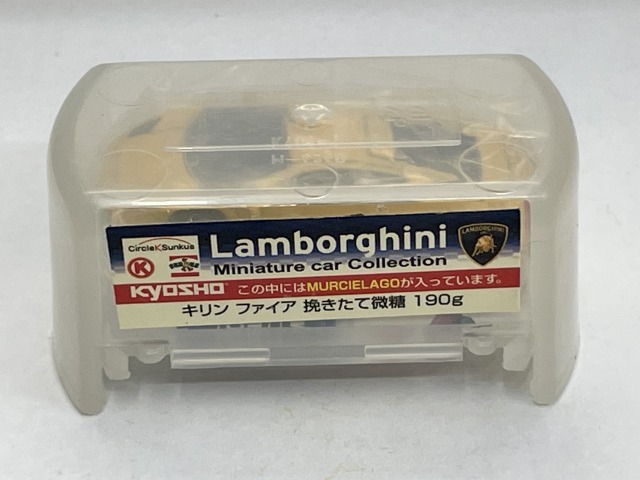 CircleKSunkus
K
Lamborghini
LAMBORGHINI
Miniature car Collection
KYOSHO この中にはMURCIELAGOが入っています。
キリン ファイア 挽きたて微糖 190g